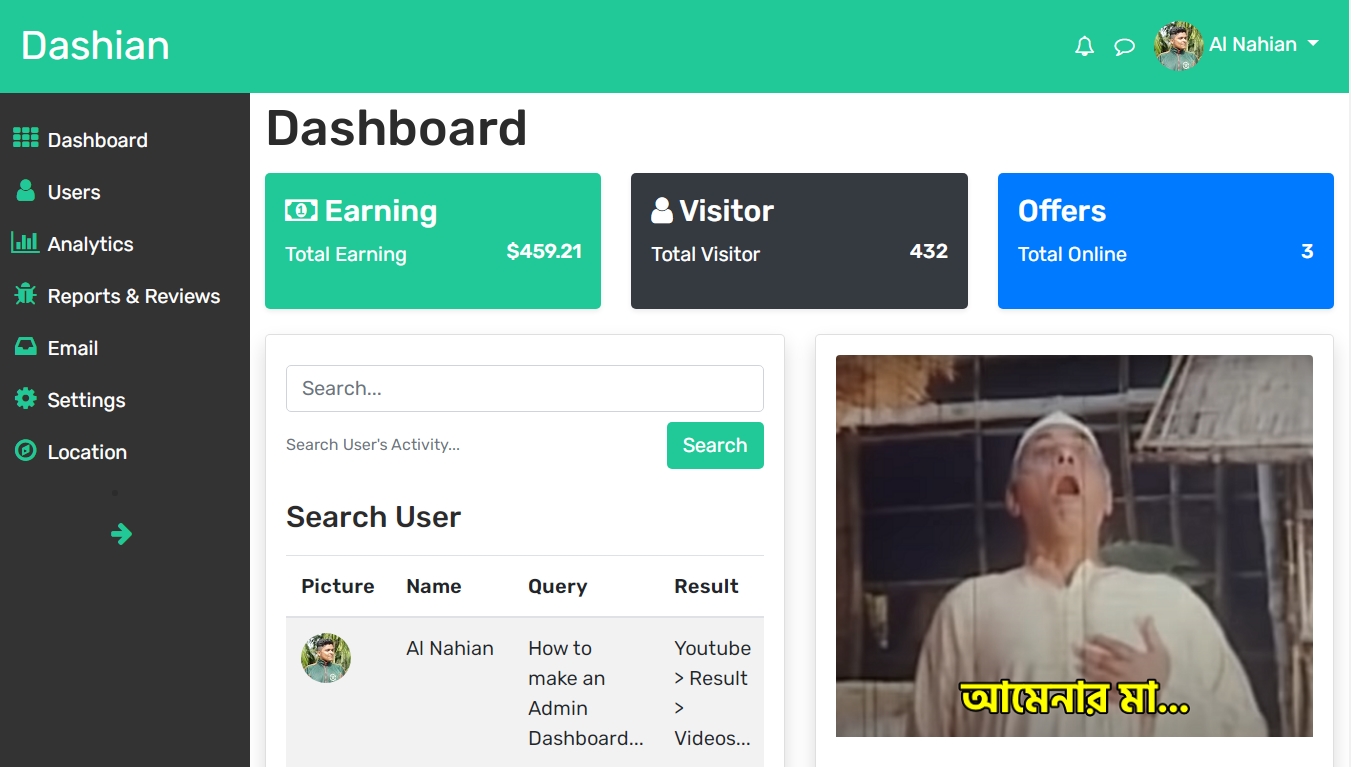 Dashian
Al Nahian
Dashboard
Users
Analytics
Reports & Reviews
Email
Settings
Location
Dashboard
Earning
Total Earning $459.21
Visitor
Total Visitor 432
Offers
Total Online 3
Search...
Search User's Activity...
Search
Search User
Picture Name Query Result
Al Nahian
How to
make an
Admin
Dashboard...
Youtube
> Result
>
Videos...
আমেনার মা...